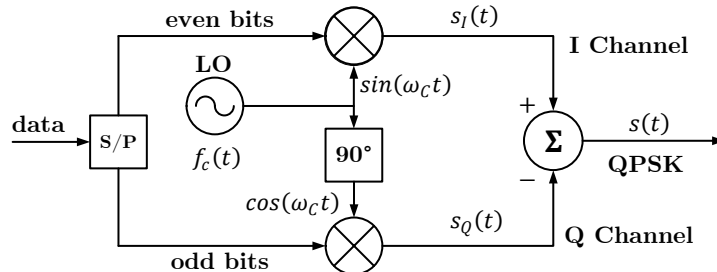 even bits
s_I(t)
I Channel
LO
sin(ω_C t)
data
S/P
+
Σ
s(t)
f_c(t)
90°
QPSK
−
cos(ω_C t)
s_Q(t)
Q Channel
odd bits